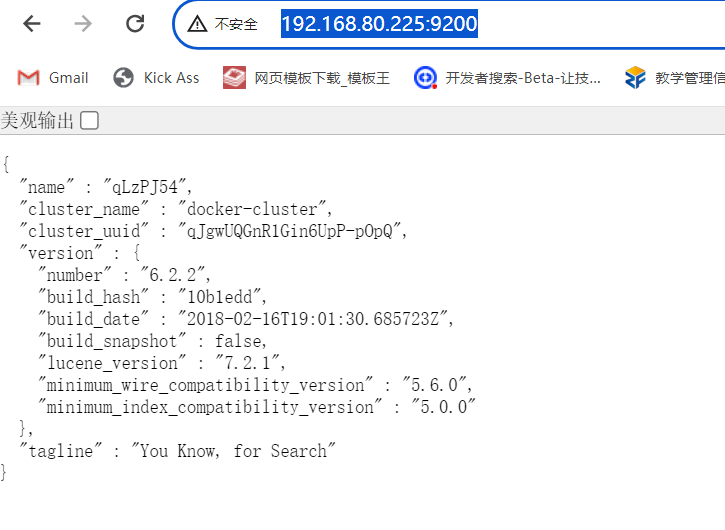 不安全 192.168.80.225:9200
Gmail Kick Ass 网页模板下载_模板王 开发者搜索-Beta-让技... 教学管理信
美观输出
{
"name" : "qLzPJ54",
"cluster_name" : "docker-cluster",
"cluster_uuid" : "qJgwUQGnR1Gin6UpP-pOpQ",
"version" : {
"number" : "6.2.2",
"build_hash" : "10b1edd",
"build_date" : "2018-02-16T19:01:30.685723Z",
"build_snapshot" : false,
"lucene_version" : "7.2.1",
"minimum_wire_compatibility_version" : "5.6.0",
"minimum_index_compatibility_version" : "5.0.0"
},
"tagline" : "You Know, for Search"
}